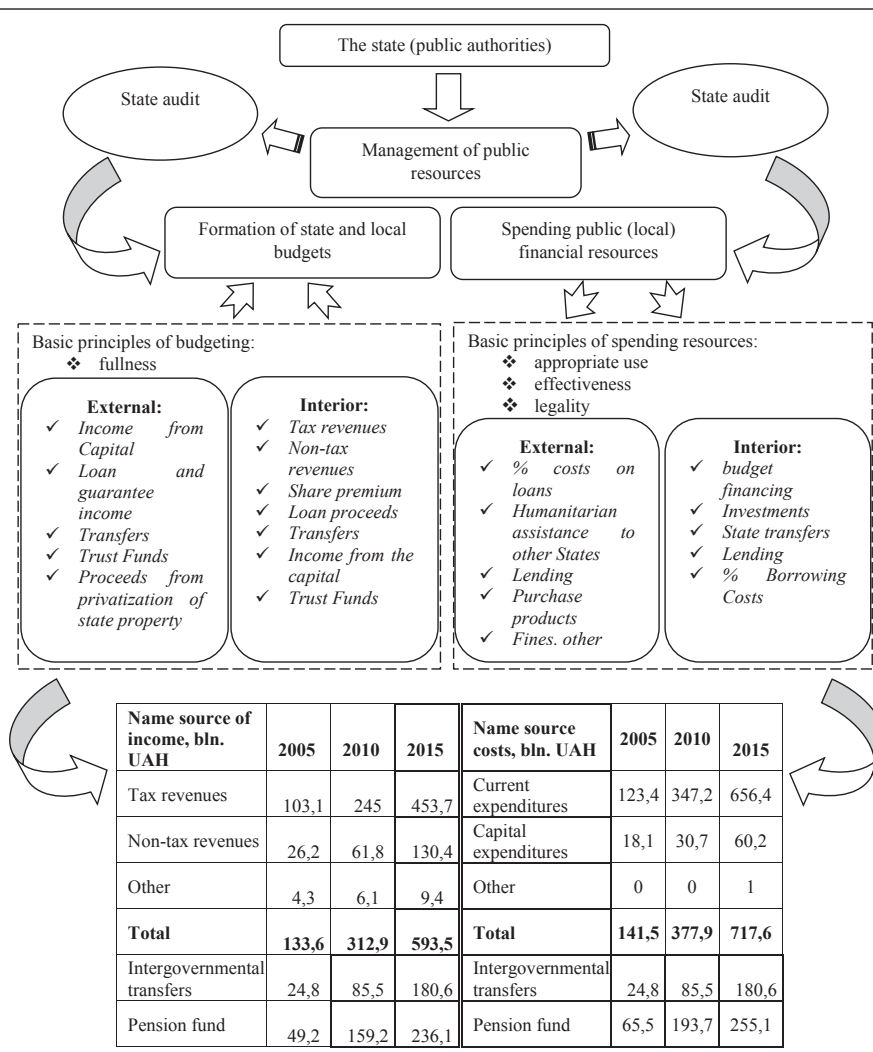 The state (public authorities)
State audit
State audit
Management of public
resources
Formation of state and local
budgets
Spending public (local)
financial resources
Basic principles of budgeting:
❖ fullness
External:
✓ Income from
Capital
✓ Loan and
guarantee
income
✓ Transfers
✓ Trust Funds
✓ Proceeds from
privatization of
state property
Interior:
✓ Tax revenues
✓ Non-tax
revenues
✓ Share premium
✓ Loan proceeds
✓ Transfers
✓ Income from the
capital
✓ Trust Funds
Basic principles of spending resources:
❖ appropriate use
❖ effectiveness
❖ legality
External:
✓ % costs on
loans
✓ Humanitarian
assistance to
other States
✓ Lending
✓ Purchase
products
✓ Fines. other
Interior:
✓ budget
financing
✓ Investments
✓ State transfers
✓ Lending
✓ % Borrowing
Costs
Name source of
income, bln.
UAH
2005 2010 2015
Tax revenues 103,1 245 453,7
Non-tax revenues 26,2 61,8 130,4
Other 4,3 6,1 9,4
Total 133,6 312,9 593,5
Intergovernmental
transfers 24,8 85,5 180,6
Pension fund 49,2 159,2 236,1
Name source
costs, bln. UAH
2005 2010 2015
Current
expenditures 123,4 347,2 656,4
Capital
expenditures 18,1 30,7 60,2
Other 0 0 1
Total 141,5 377,9 717,6
Intergovernmental
transfers 24,8 85,5 180,6
Pension fund 65,5 193,7 255,1